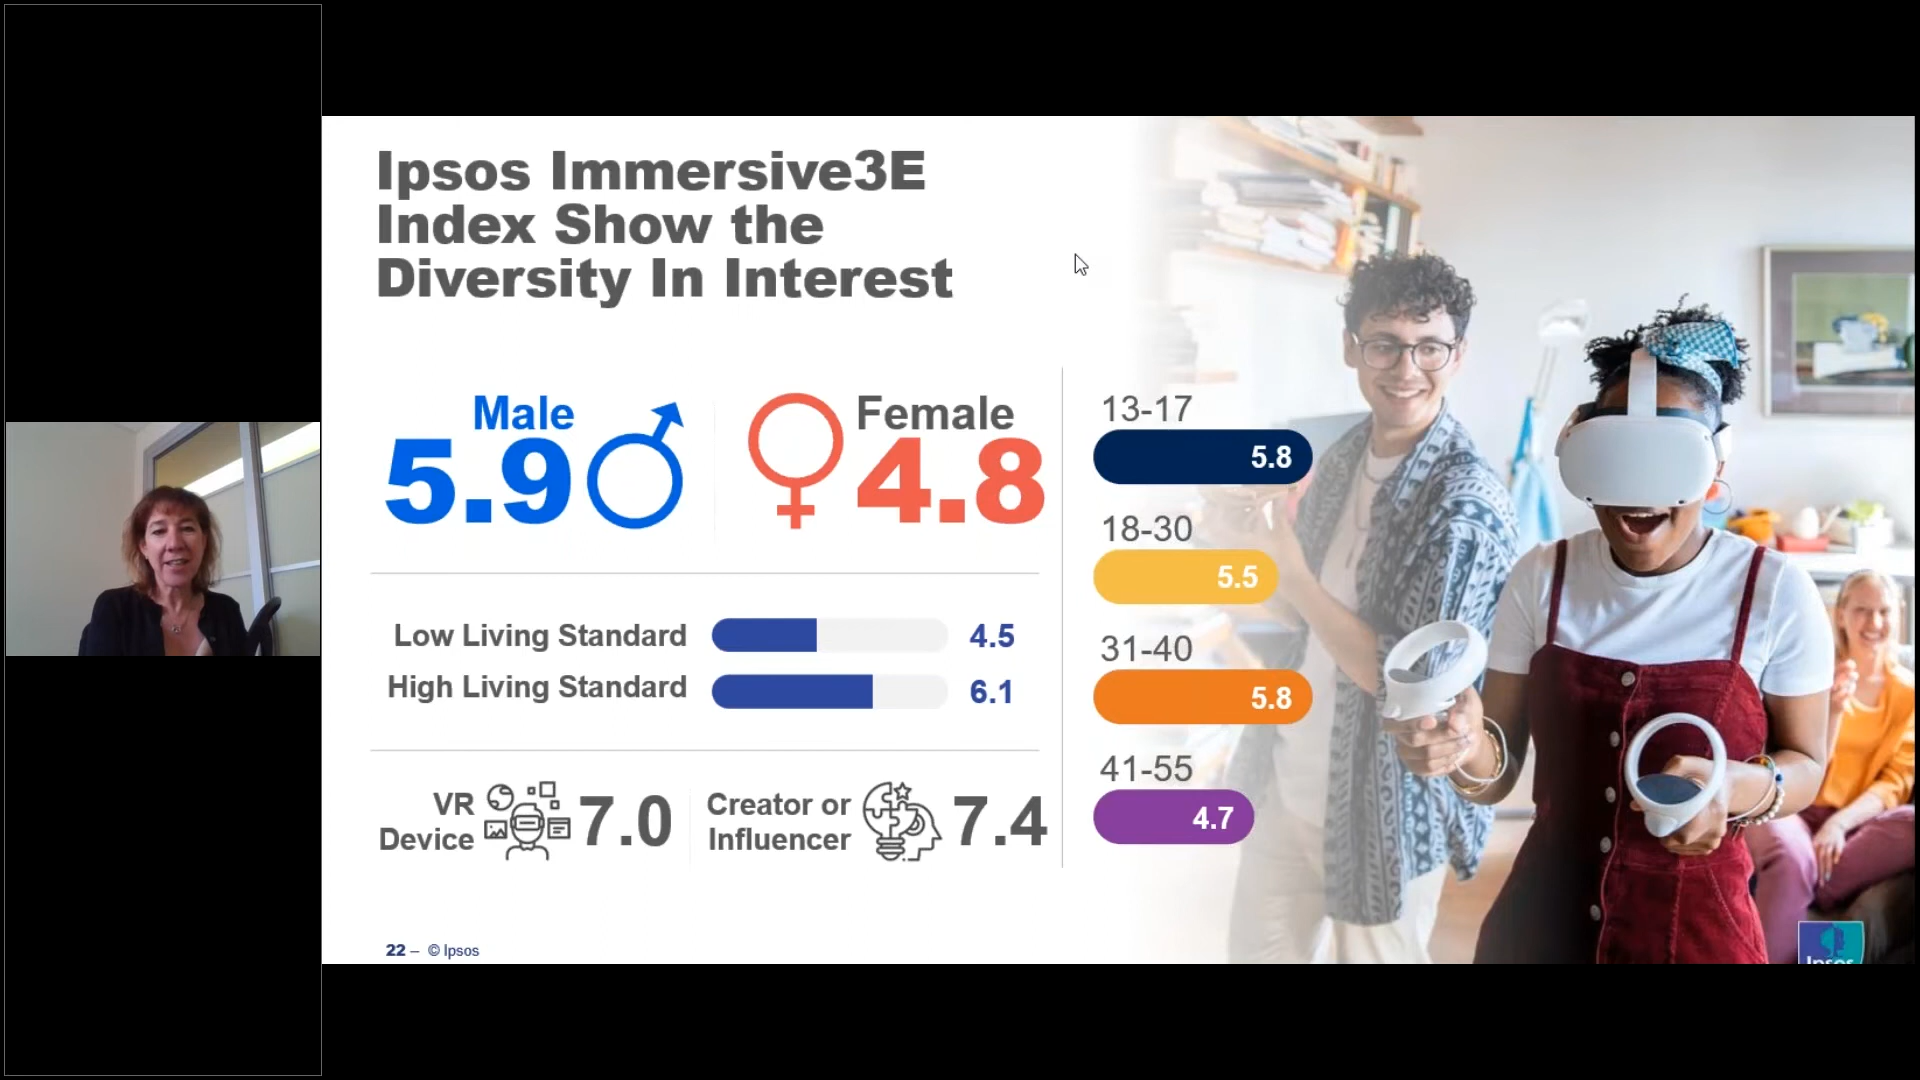 Ipsos Immersive3E
Index Show the
Diversity In Interest
Male
5.9
Female
4.8
Low Living Standard
4.5
High Living Standard
6.1
VR
Device
7.0
Creator or
Influencer
7.4
13-17
5.8
18-30
5.5
31-40
5.8
41-55
4.7
22 – © Ipsos
Ipsos